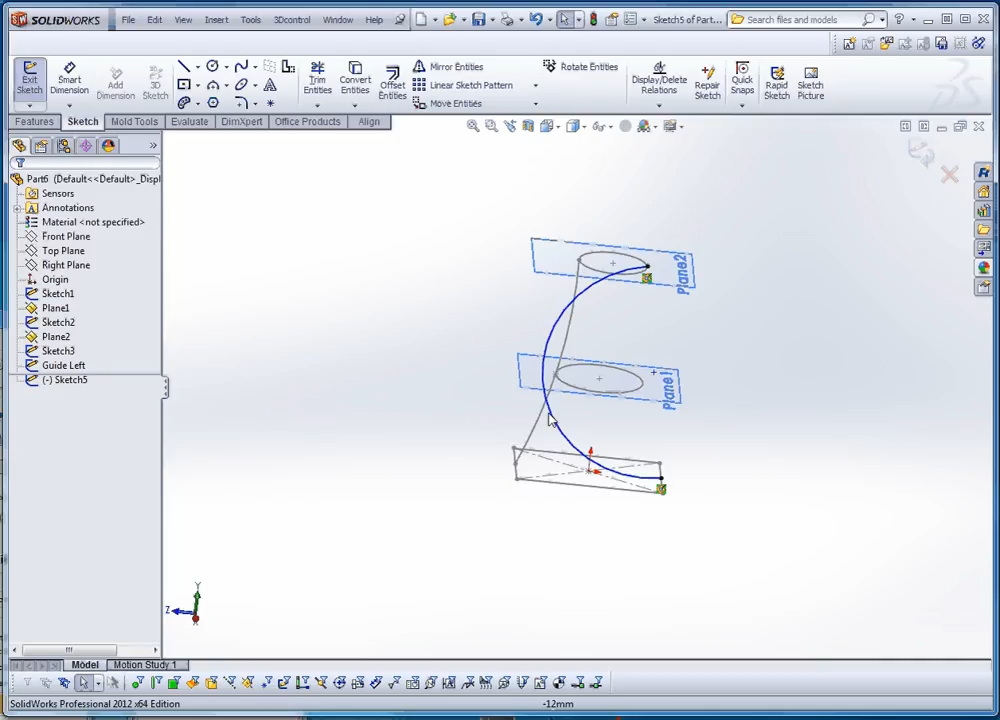 SOLIDWORKS File Edit View Insert Tools 3Dcontrol Window Help Sketch5 of Part... Search files and models
Exit Sketch
Smart Dimension
Add Dimension
3D Sketch
Trim Entities
Convert Entities
Offset Entities
Mirror Entities
Linear Sketch Pattern
Move Entities
Rotate Entities
Display/Delete Relations
Repair Sketch
Quick Snaps
Rapid Sketch
Sketch Picture
Features Sketch Mold Tools Evaluate DimXpert Office Products Align
Part6 (Default<<Default>_Displ
Sensors
Annotations
Material <not specified>
Front Plane
Top Plane
Right Plane
Origin
Sketch1
Plane1
Sketch2
Plane2
Sketch3
Guide Left
(-) Sketch5
Plane2
Plane1
Y
Z
X
Model Motion Study 1
SolidWorks Professional 2012 x64 Edition -12mm